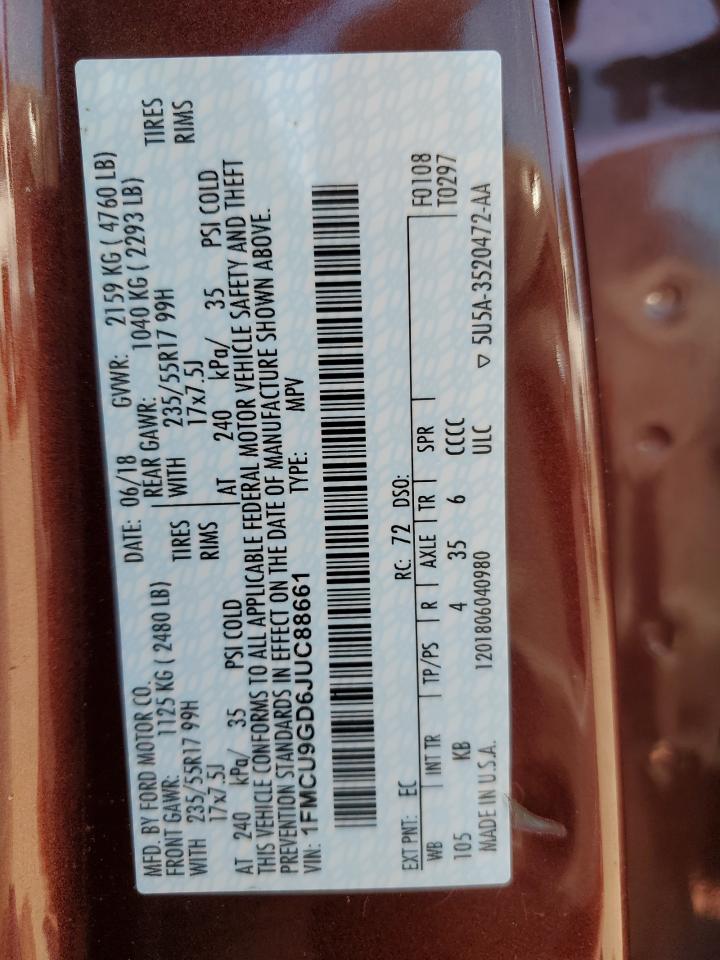 MFD. BY FORD MOTOR CO. DATE: 06/18 GVWR: 2159 KG ( 4760 LB)
FRONT GAWR: 1125 KG ( 2480 LB) REAR GAWR: 1040 KG ( 2293 LB)
WITH 235/55R17 99H TIRES WITH 235/55R17 99H TIRES
17x7.5J RIMS 17x7.5J RIMS
AT 240 kPa/ 35 PSI COLD AT 240 kPa/ 35 PSI COLD
THIS VEHICLE CONFORMS TO ALL APPLICABLE FEDERAL MOTOR VEHICLE SAFETY AND THEFT
PREVENTION STANDARDS IN EFFECT ON THE DATE OF MANUFACTURE SHOWN ABOVE.
VIN: 1FMCU9GD6JUC88661 TYPE: MPV
EXT PNT: EC RC: 72 DSO: F0108
WB INT TR TP/PS R AXLE TR SPR T0297
105 KB 4 35 6 CCCC
MADE IN U.S.A. 1201806040980 ULC ▽ 5U5A-3520472-AA